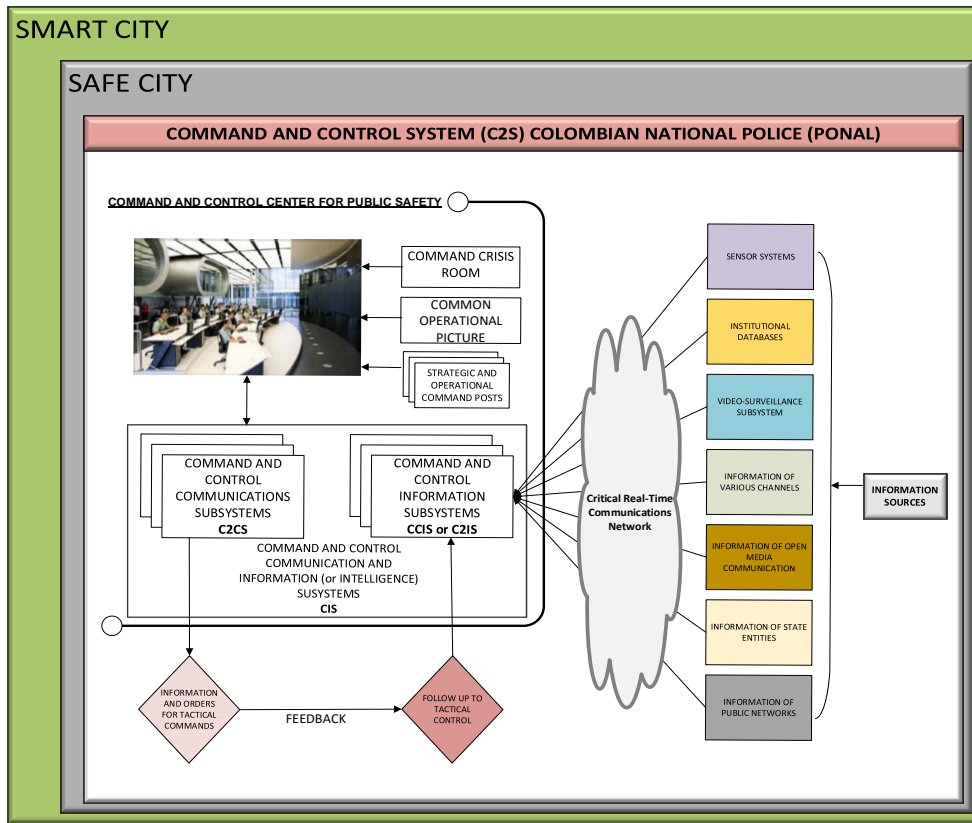 SMART CITY
SAFE CITY
COMMAND AND CONTROL SYSTEM (C2S) COLOMBIAN NATIONAL POLICE (PONAL)
COMMAND AND CONTROL CENTER FOR PUBLIC SAFETY
COMMAND CRISIS
ROOM
COMMON
OPERATIONAL
PICTURE
STRATEGIC AND
OPERATIONAL
COMMAND POSTS
COMMAND AND
CONTROL
COMMUNICATIONS
SUBSYSTEMS
C2CS
COMMAND AND
CONTROL
INFORMATION
SUBSYSTEMS
CCIS or C2IS
COMMAND AND CONTROL
COMMUNICATION AND
INFORMATION (or INTELLIGENCE)
SUSYSTEMS
CIS
INFORMATION
AND ORDERS
FOR TACTICAL
COMMANDS
FEEDBACK
FOLLOW UP TO
TACTICAL
CONTROL
Critical Real-Time
Communications
Network
SENSOR SYSTEMS
INSTITUTIONAL
DATABASES
VIDEO-SURVEILLANCE
SUBSYSTEM
INFORMATION OF
VARIOUS CHANNELS
INFORMATION OF OPEN
MEDIA
COMMUNICATION
INFORMATION OF STATE
ENTITIES
INFORMATION OF
PUBLIC NETWORKS
INFORMATION
SOURCES